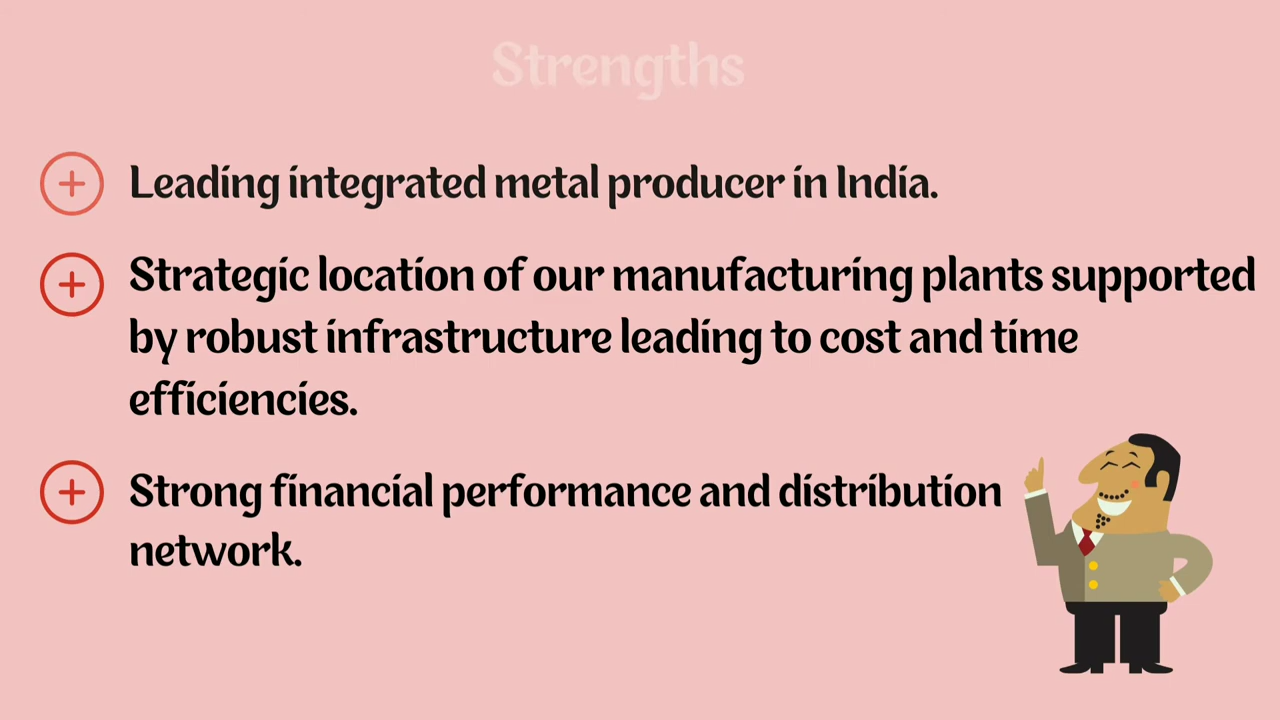 Strengths
Leading integrated metal producer in India.
Strategic location of our manufacturing plants supported
by robust infrastructure leading to cost and time
efficiencies.
Strong financial performance and distribution
network.